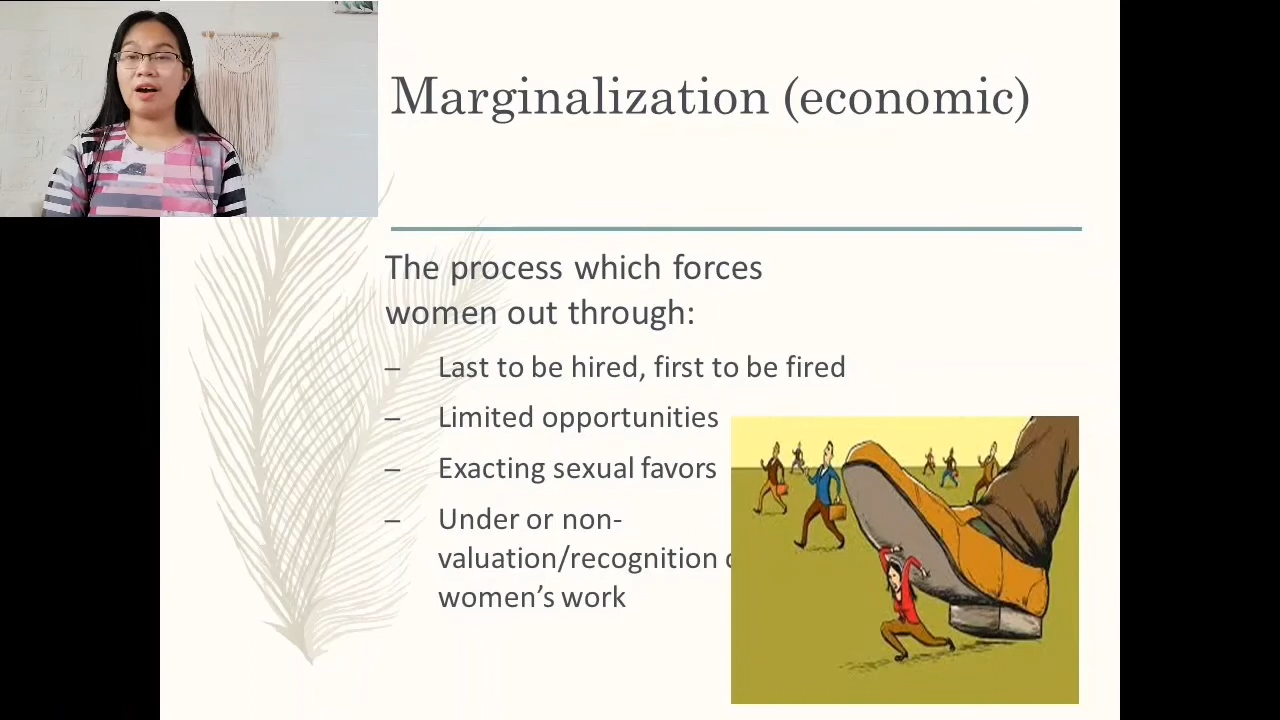 Marginalization (economic)
The process which forces
women out through:
– Last to be hired, first to be fired
– Limited opportunities
– Exacting sexual favors
– Under or non-
valuation/recognition
women’s work